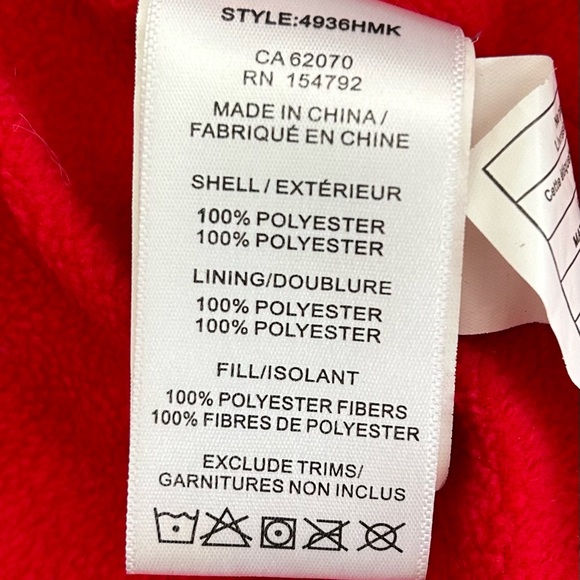 STYLE:4936HMK
CA 62070
RN 154792
MADE IN CHINA /
FABRIQUÉ EN CHINE
SHELL / EXTÉRIEUR
100% POLYESTER
100% POLYESTER
LINING/DOUBLURE
100% POLYESTER
100% POLYESTER
FILL/ISOLANT
100% POLYESTER FIBERS
100% FIBRES DE POLYESTER
EXCLUDE TRIMS/
GARNITURES NON INCLUS